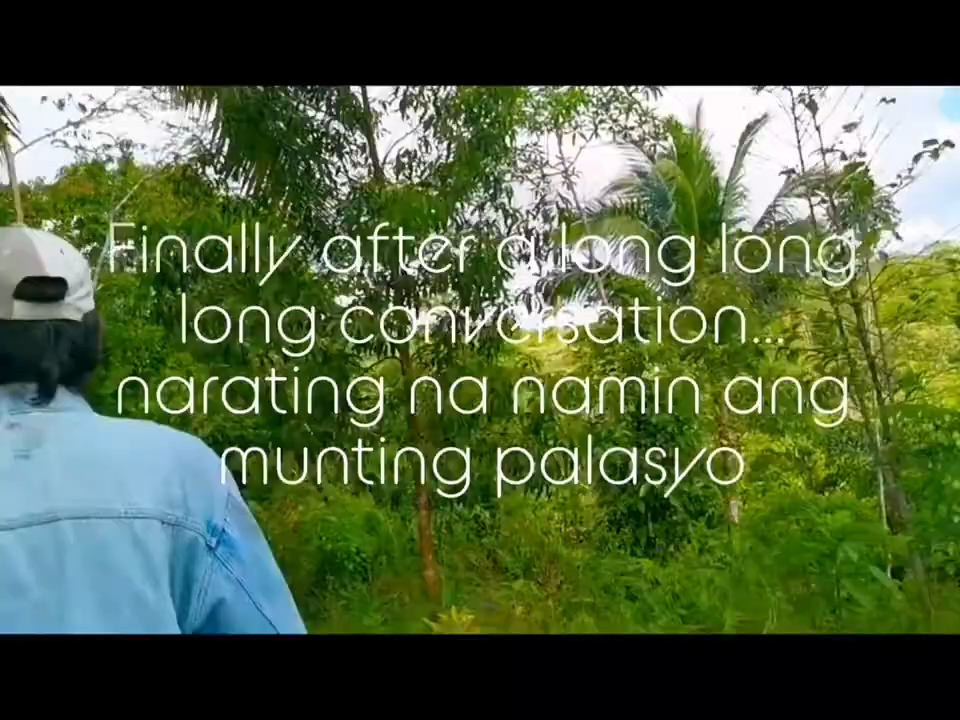 Finally after a long long
long conversation...
narating na namin ang
munting palasyo